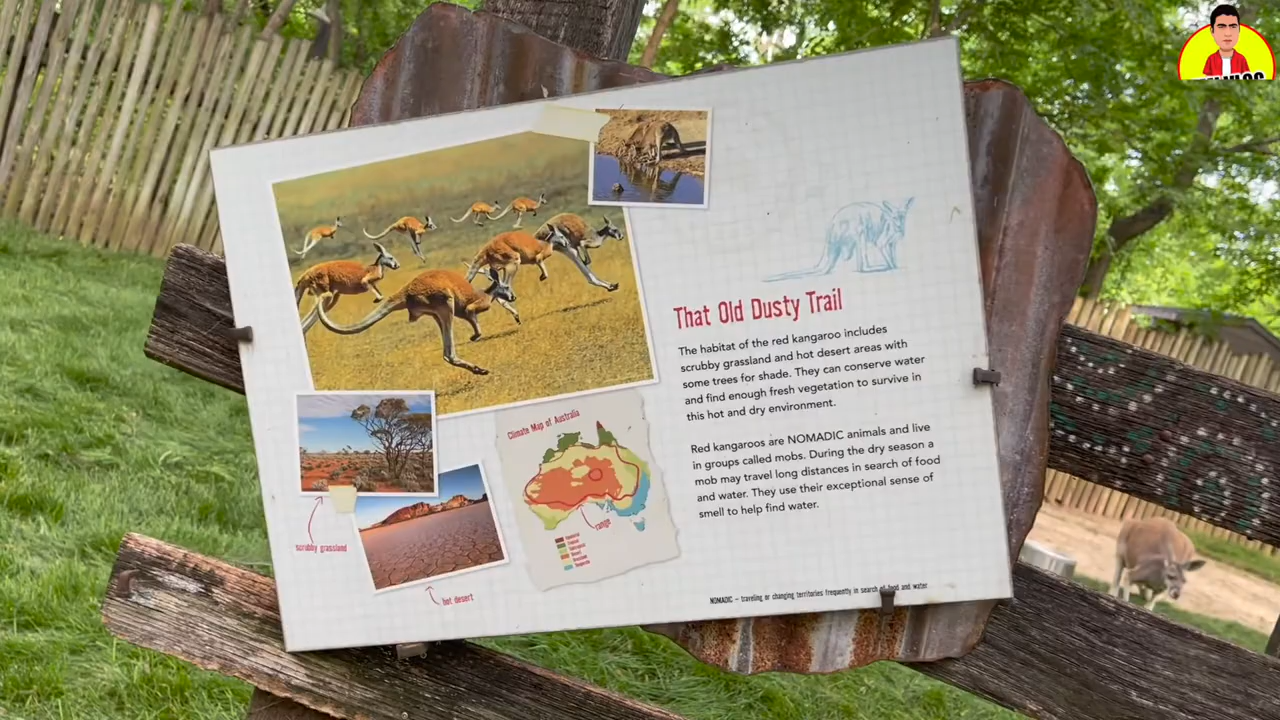 That Old Dusty Trail
The habitat of the red kangaroo includes
scrubby grassland and hot desert areas with
some trees for shade. They can conserve water
and find enough fresh vegetation to survive in
this hot and dry environment.
Red kangaroos are NOMADIC animals and live
in groups called mobs. During the dry season a
mob may travel long distances in search of food
and water. They use their exceptional sense of
smell to help find water.
Climate Map of Australia
range
scrubby grassland
hot desert
NOMADIC – traveling or changing territories frequently in search of food and water